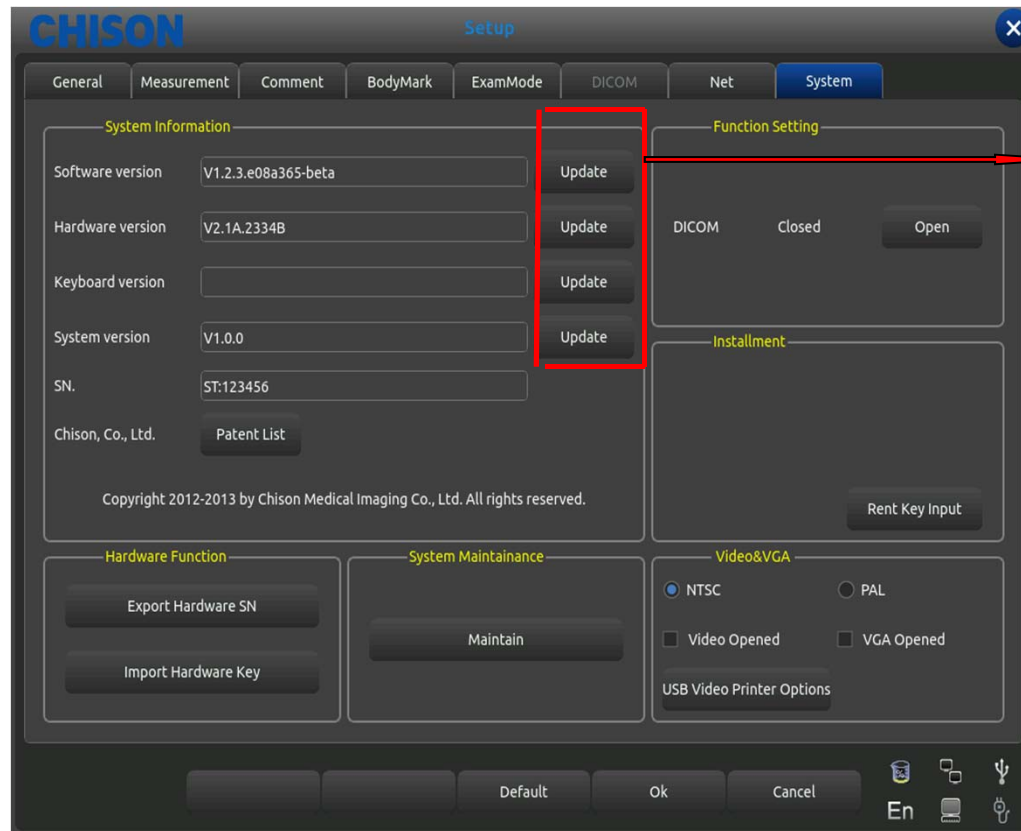 CHISON
Setup
General Measurement Comment BodyMark ExamMode DICOM Net System
System Information
Software version V1.2.3.e08a365-beta Update
Hardware version V2.1A.2334B Update
Keyboard version Update
System version V1.0.0 Update
SN. ST:123456
Chison, Co., Ltd. Patent List
Copyright 2012-2013 by Chison Medical Imaging Co., Ltd. All rights reserved.
Function Setting
DICOM Closed Open
Installment
Rent Key Input
Hardware Function
Export Hardware SN
Import Hardware Key
System Maintainance
Maintain
Video&VGA
NTSC PAL
Video Opened VGA Opened
USB Video Printer Options
Default Ok Cancel
En